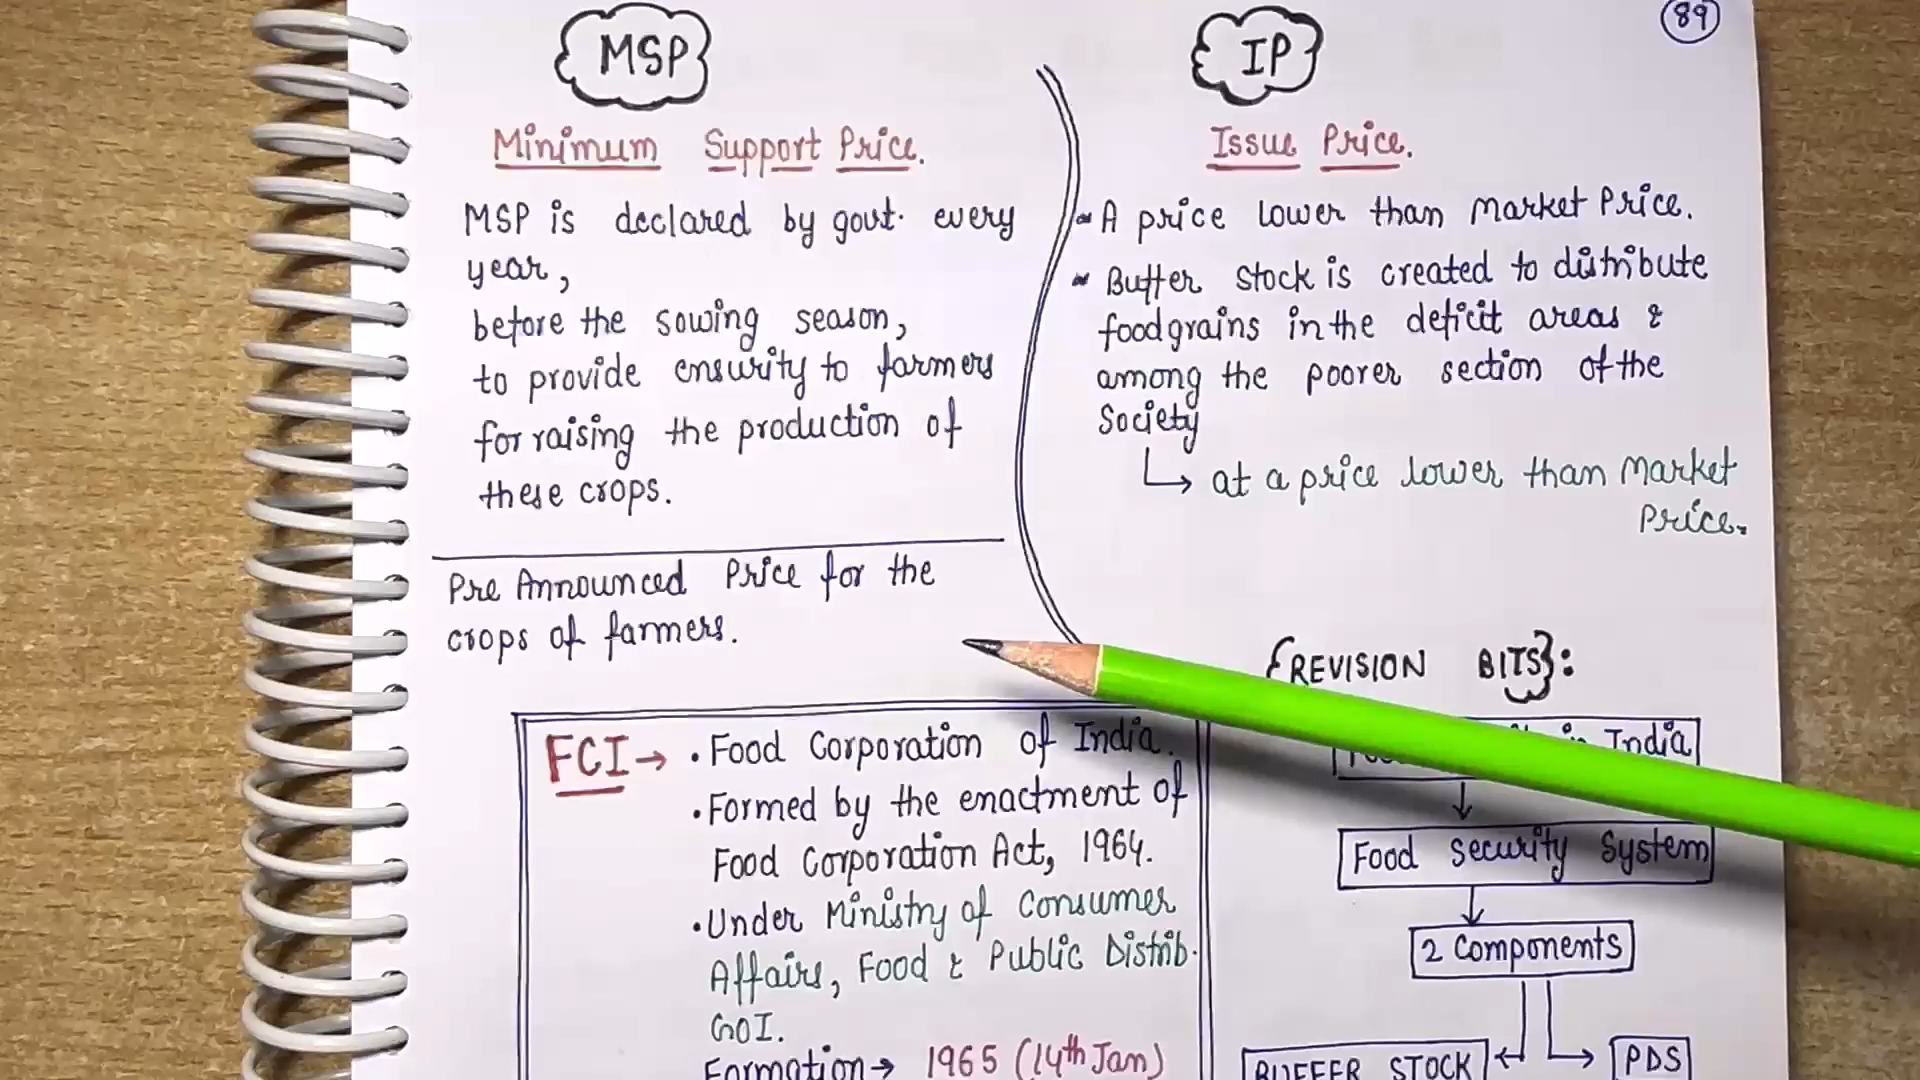 89
MSP
Minimum Support Price.
MSP is declared by govt. every
year,
before the sowing season,
to provide ensurity to farmers
for raising the production of
these crops.
Pre Announced Price for the
crops of farmers.
IP
Issue Price.
- A price lower than Market Price.
- Buffer stock is created to distribute
foodgrains in the deficit areas &
among the poorer section of the
Society
↳ at a price lower than Market
Price.
FCI → • Food Corporation of India.
• Formed by the enactment of
Food Corporation Act, 1964.
• Under Ministry of Consumer
Affairs, Food & Public Distrib.
GOI.
Formation → 1965 (14th Jan)
{REVISION BITS}:
in India
↓
Food Security System
↓
2 Components
BUFFER STOCK ← → PDS